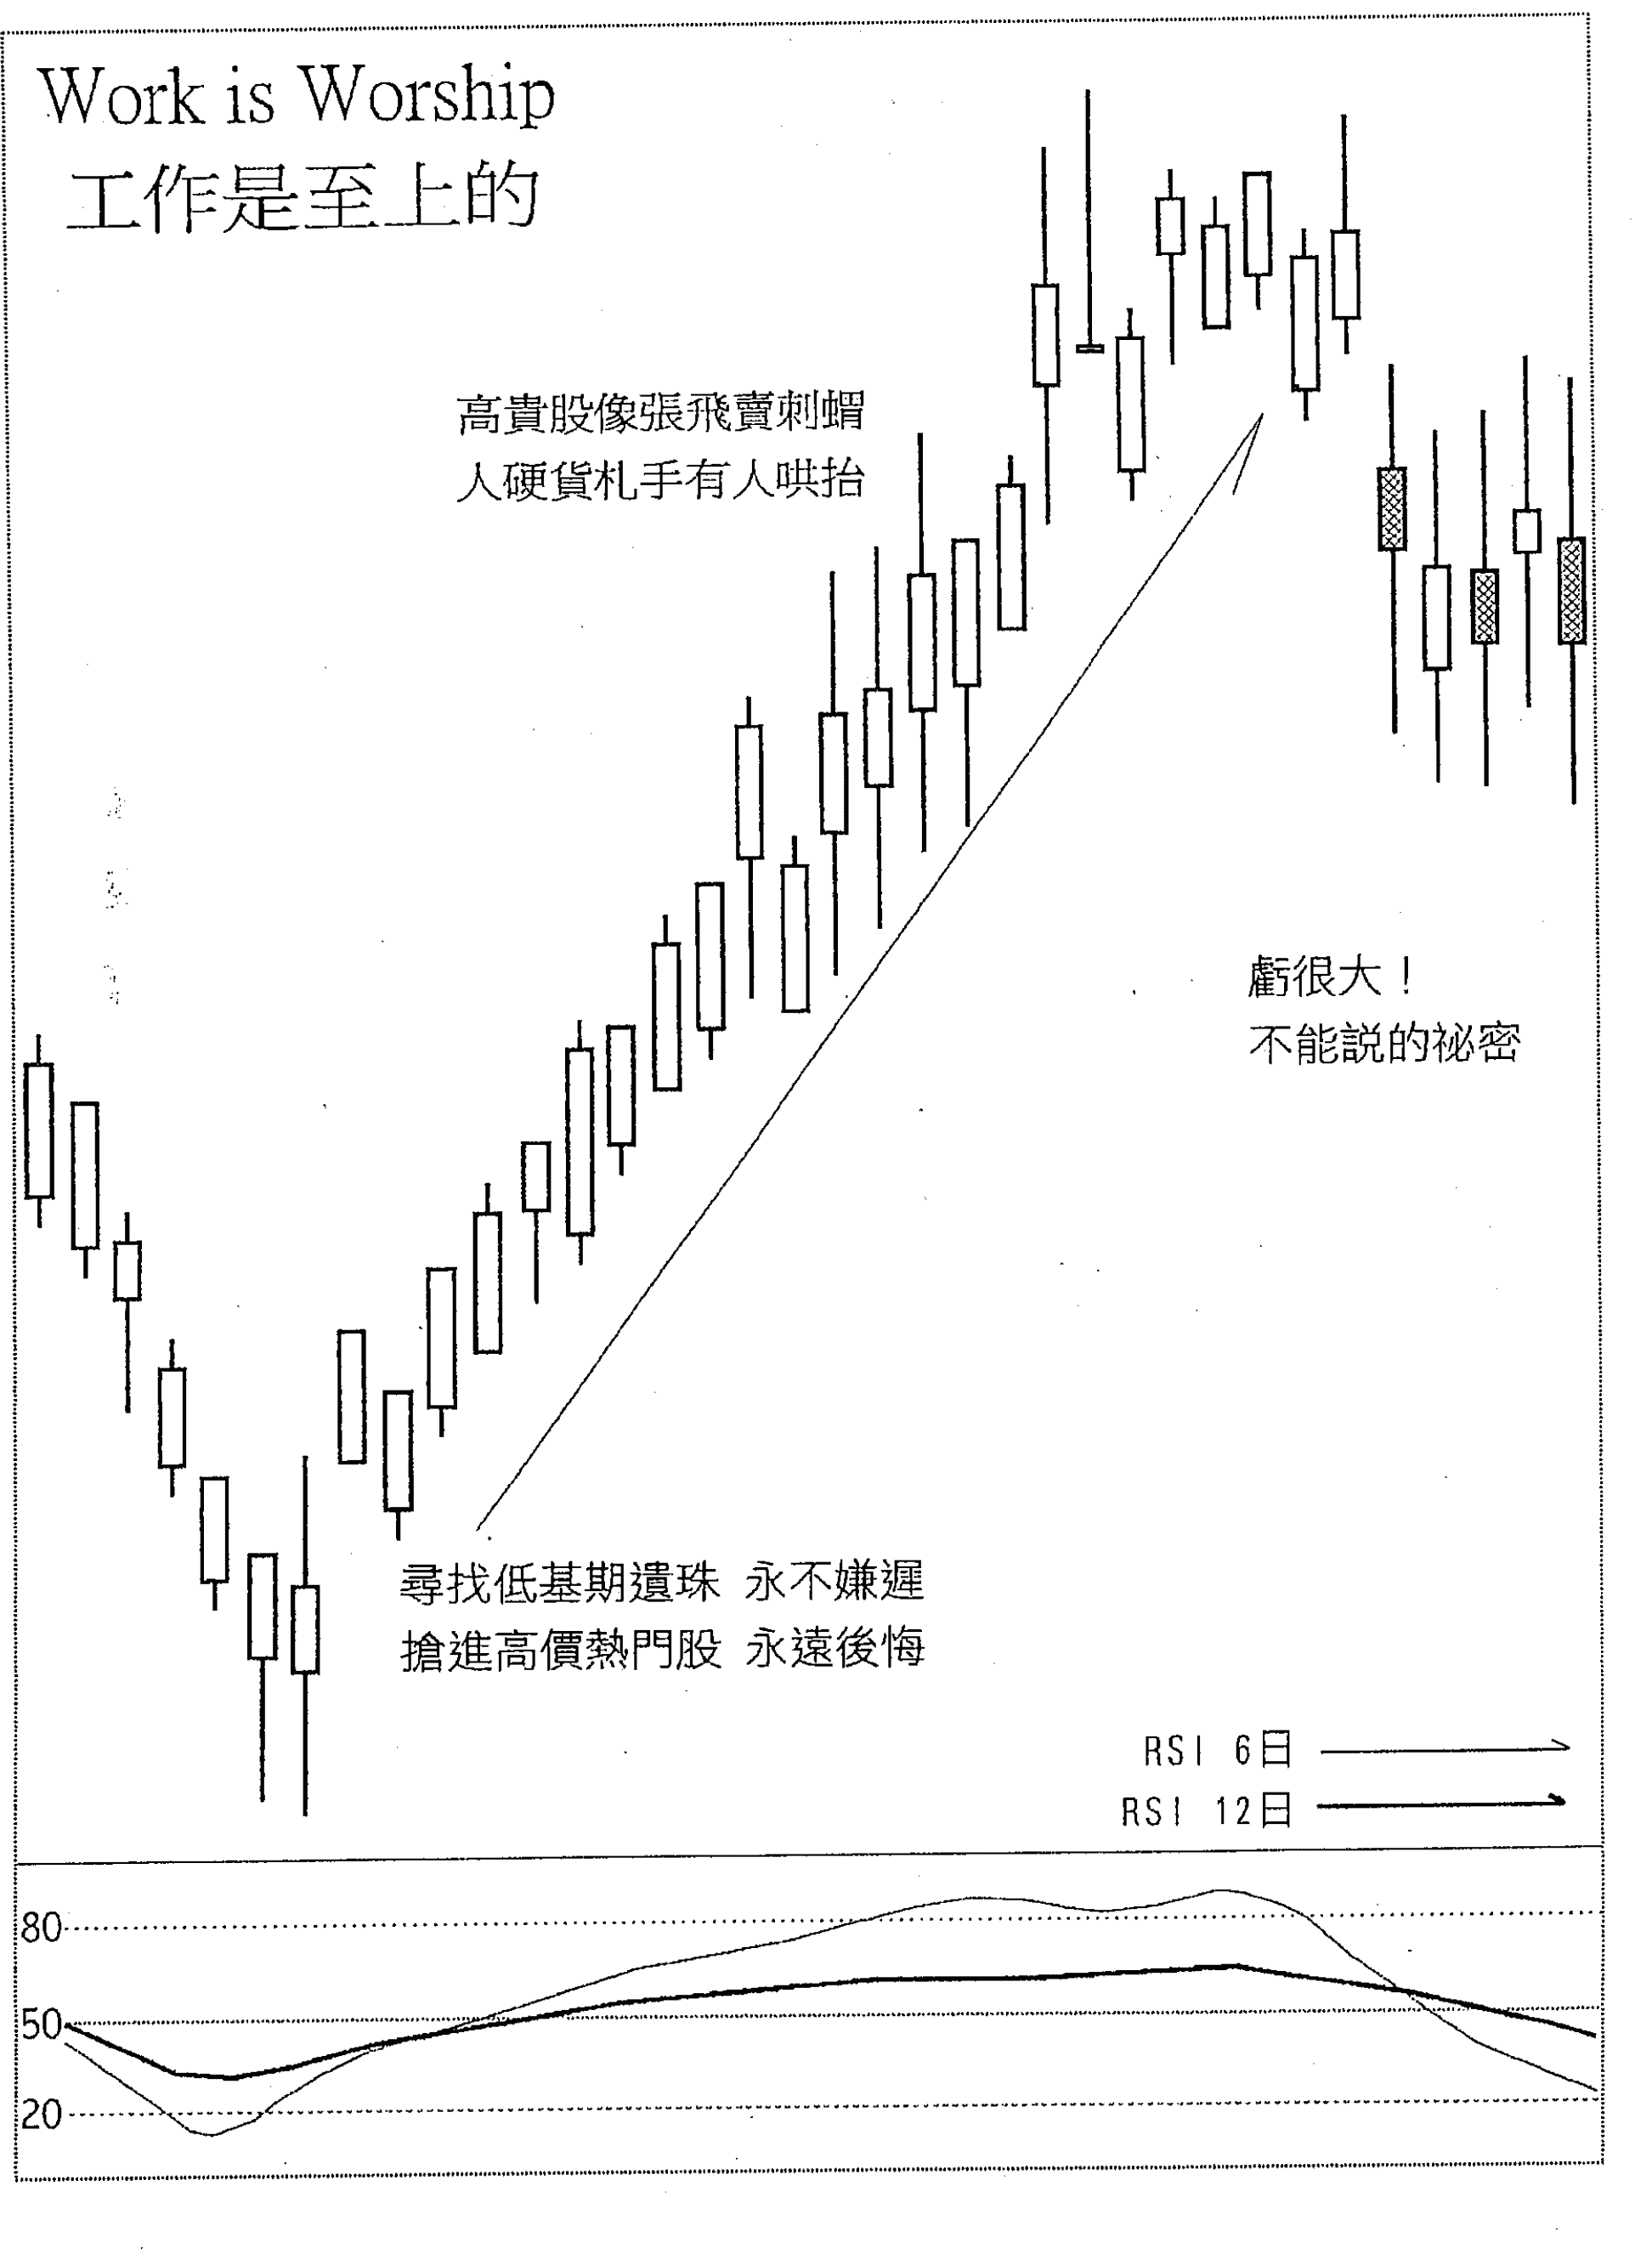 Work is Worship
工作是至上的
高貴股像張飛賣刺蝟
人硬貨札手有人哄抬
虧很大！
不能說的祕密
尋找低基期遺珠 永不嫌遲
搶進高價熱門股 永遠後悔
RSI 6日
RSI 12日
80
50
20